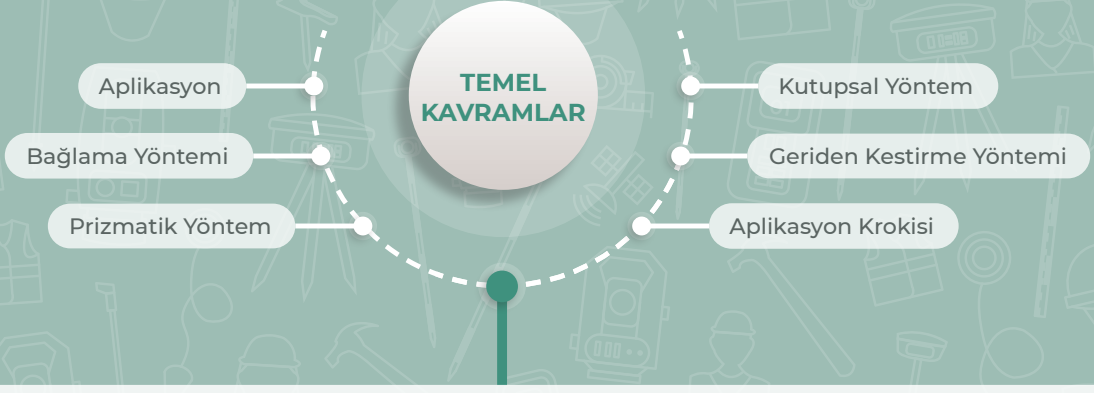 TEMEL
KAVRAMLAR
Aplikasyon
Bağlama Yöntemi
Prizmatik Yöntem
Kutupsal Yöntem
Geriden Kestirme Yöntemi
Aplikasyon Krokisi